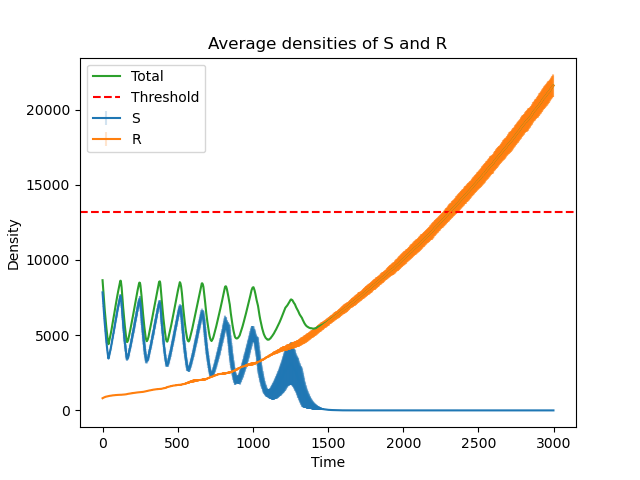 Average densities of S and R
Total
Threshold
S
R
Density
20000
15000
10000
5000
0
0 500 1000 1500 2000 2500 3000
Time